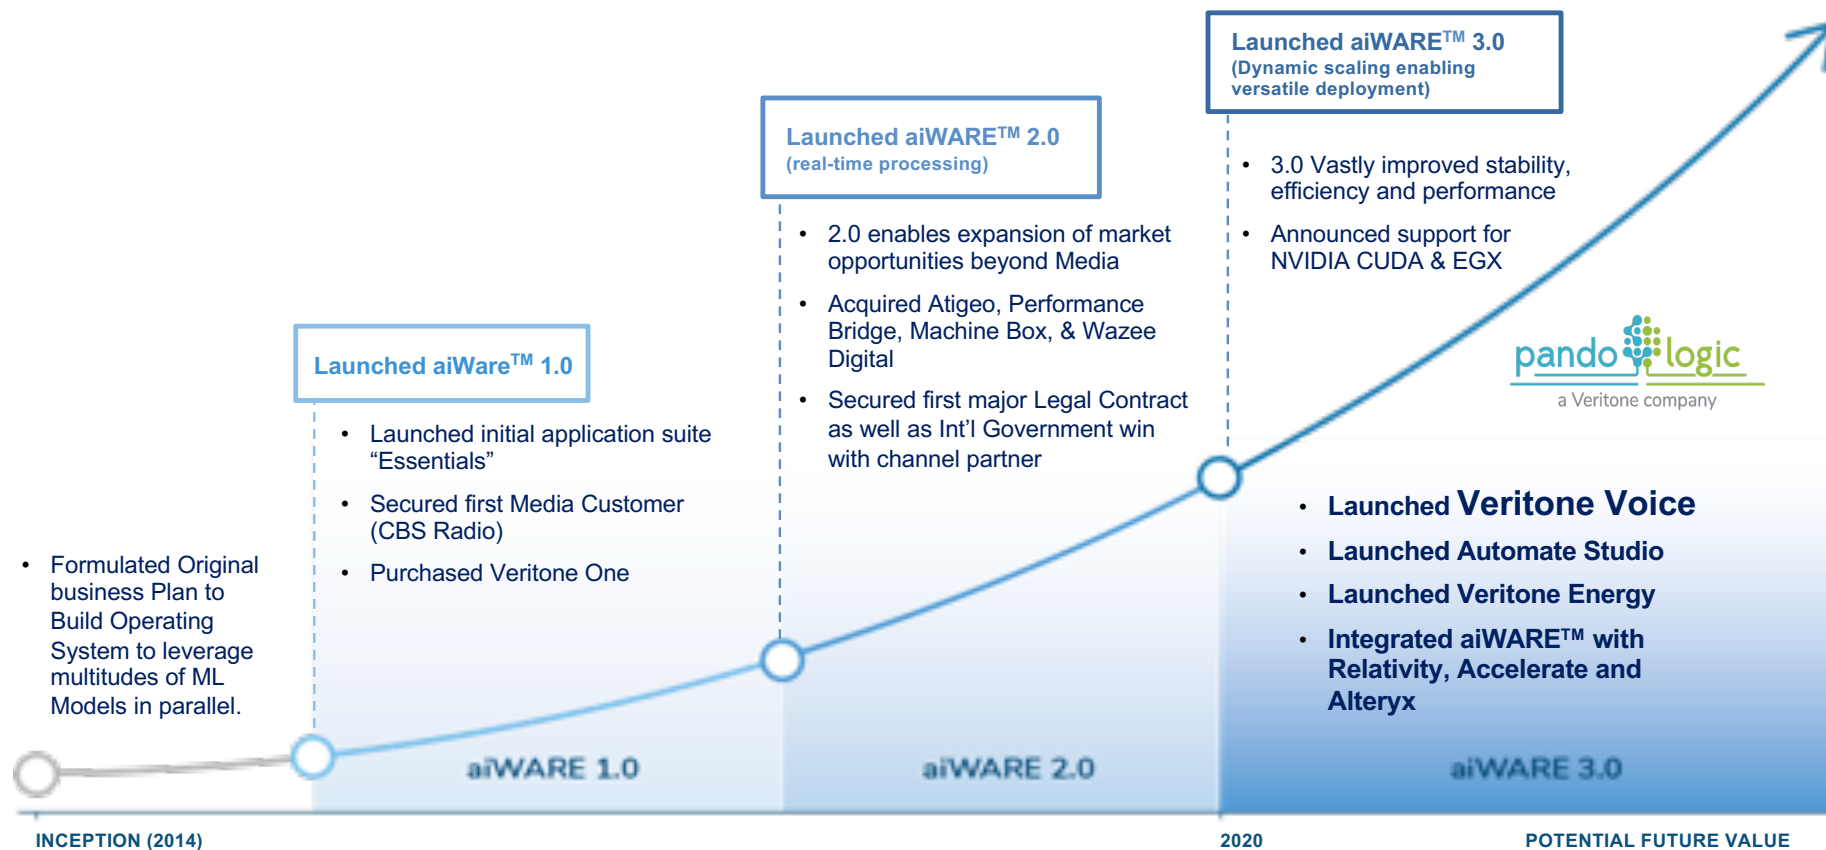 Launched aiWARE™ 3.0
(Dynamic scaling enabling
versatile deployment)
Launched aiWARE™ 2.0
(real-time processing)
Launched aiWare™ 1.0
• Formulated Original
business Plan to
Build Operating
System to leverage
multitudes of ML
Models in parallel.
• Launched initial application suite
“Essentials”
• Secured first Media Customer
(CBS Radio)
• Purchased Veritone One
• 2.0 enables expansion of market
opportunities beyond Media
• Acquired Atigeo, Performance
Bridge, Machine Box, & Wazee
Digital
• Secured first major Legal Contract
as well as Int’l Government win
with channel partner
• 3.0 Vastly improved stability,
efficiency and performance
• Announced support for
NVIDIA CUDA & EGX
pandologic
a Veritone company
• Launched Veritone Voice
• Launched Automate Studio
• Launched Veritone Energy
• Integrated aiWARE™ with
Relativity, Accelerate and
Alteryx
aiWARE 1.0
aiWARE 2.0
aiWARE 3.0
INCEPTION (2014)
2020
POTENTIAL FUTURE VALUE